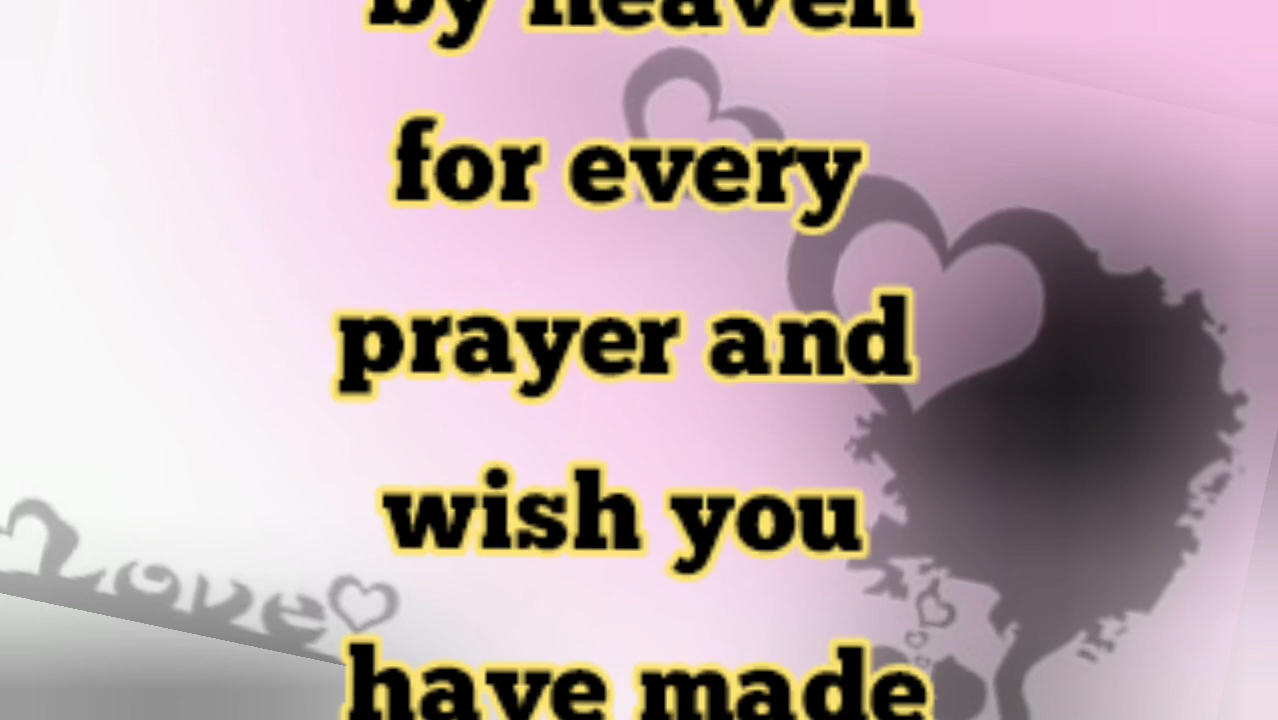 by heaven
for every
prayer and
wish you
Love
have made